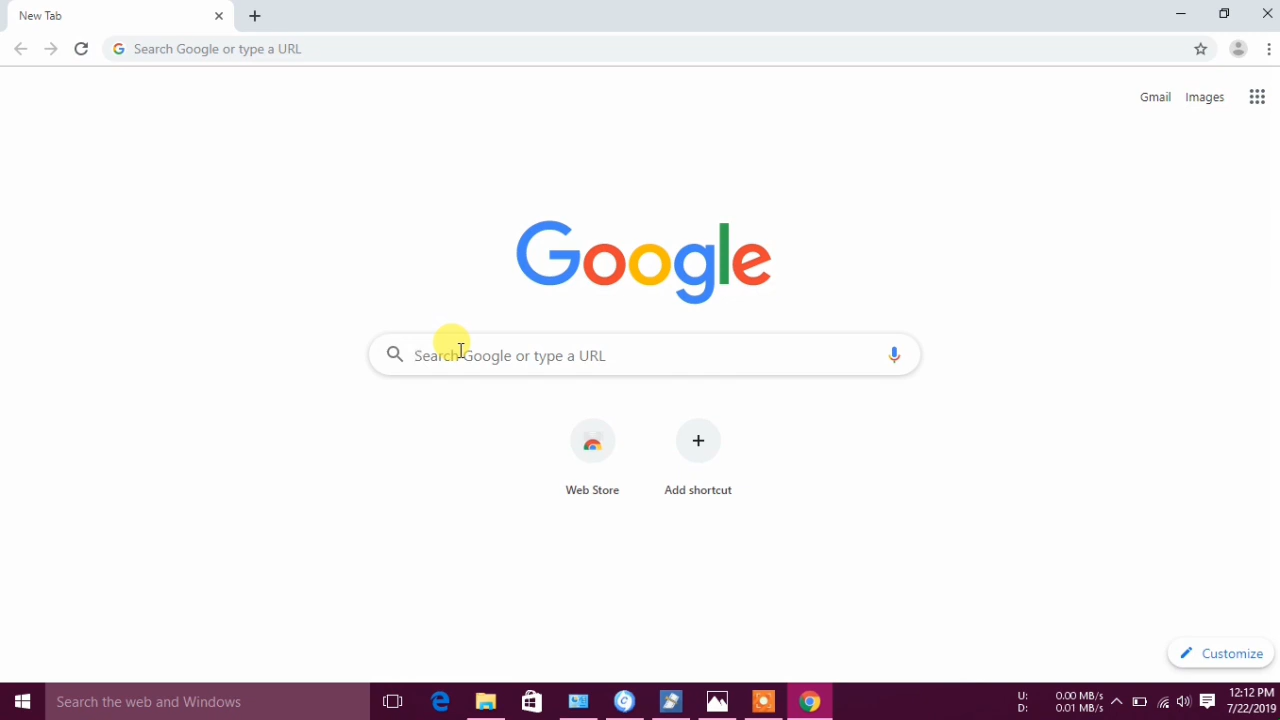 New Tab
Search Google or type a URL
Gmail Images
Google
Search Google or type a URL
Web Store
Add shortcut
Customize
Search the web and Windows
U: 0.00 MB/s
D: 0.01 MB/s
12:12 PM
7/22/2019